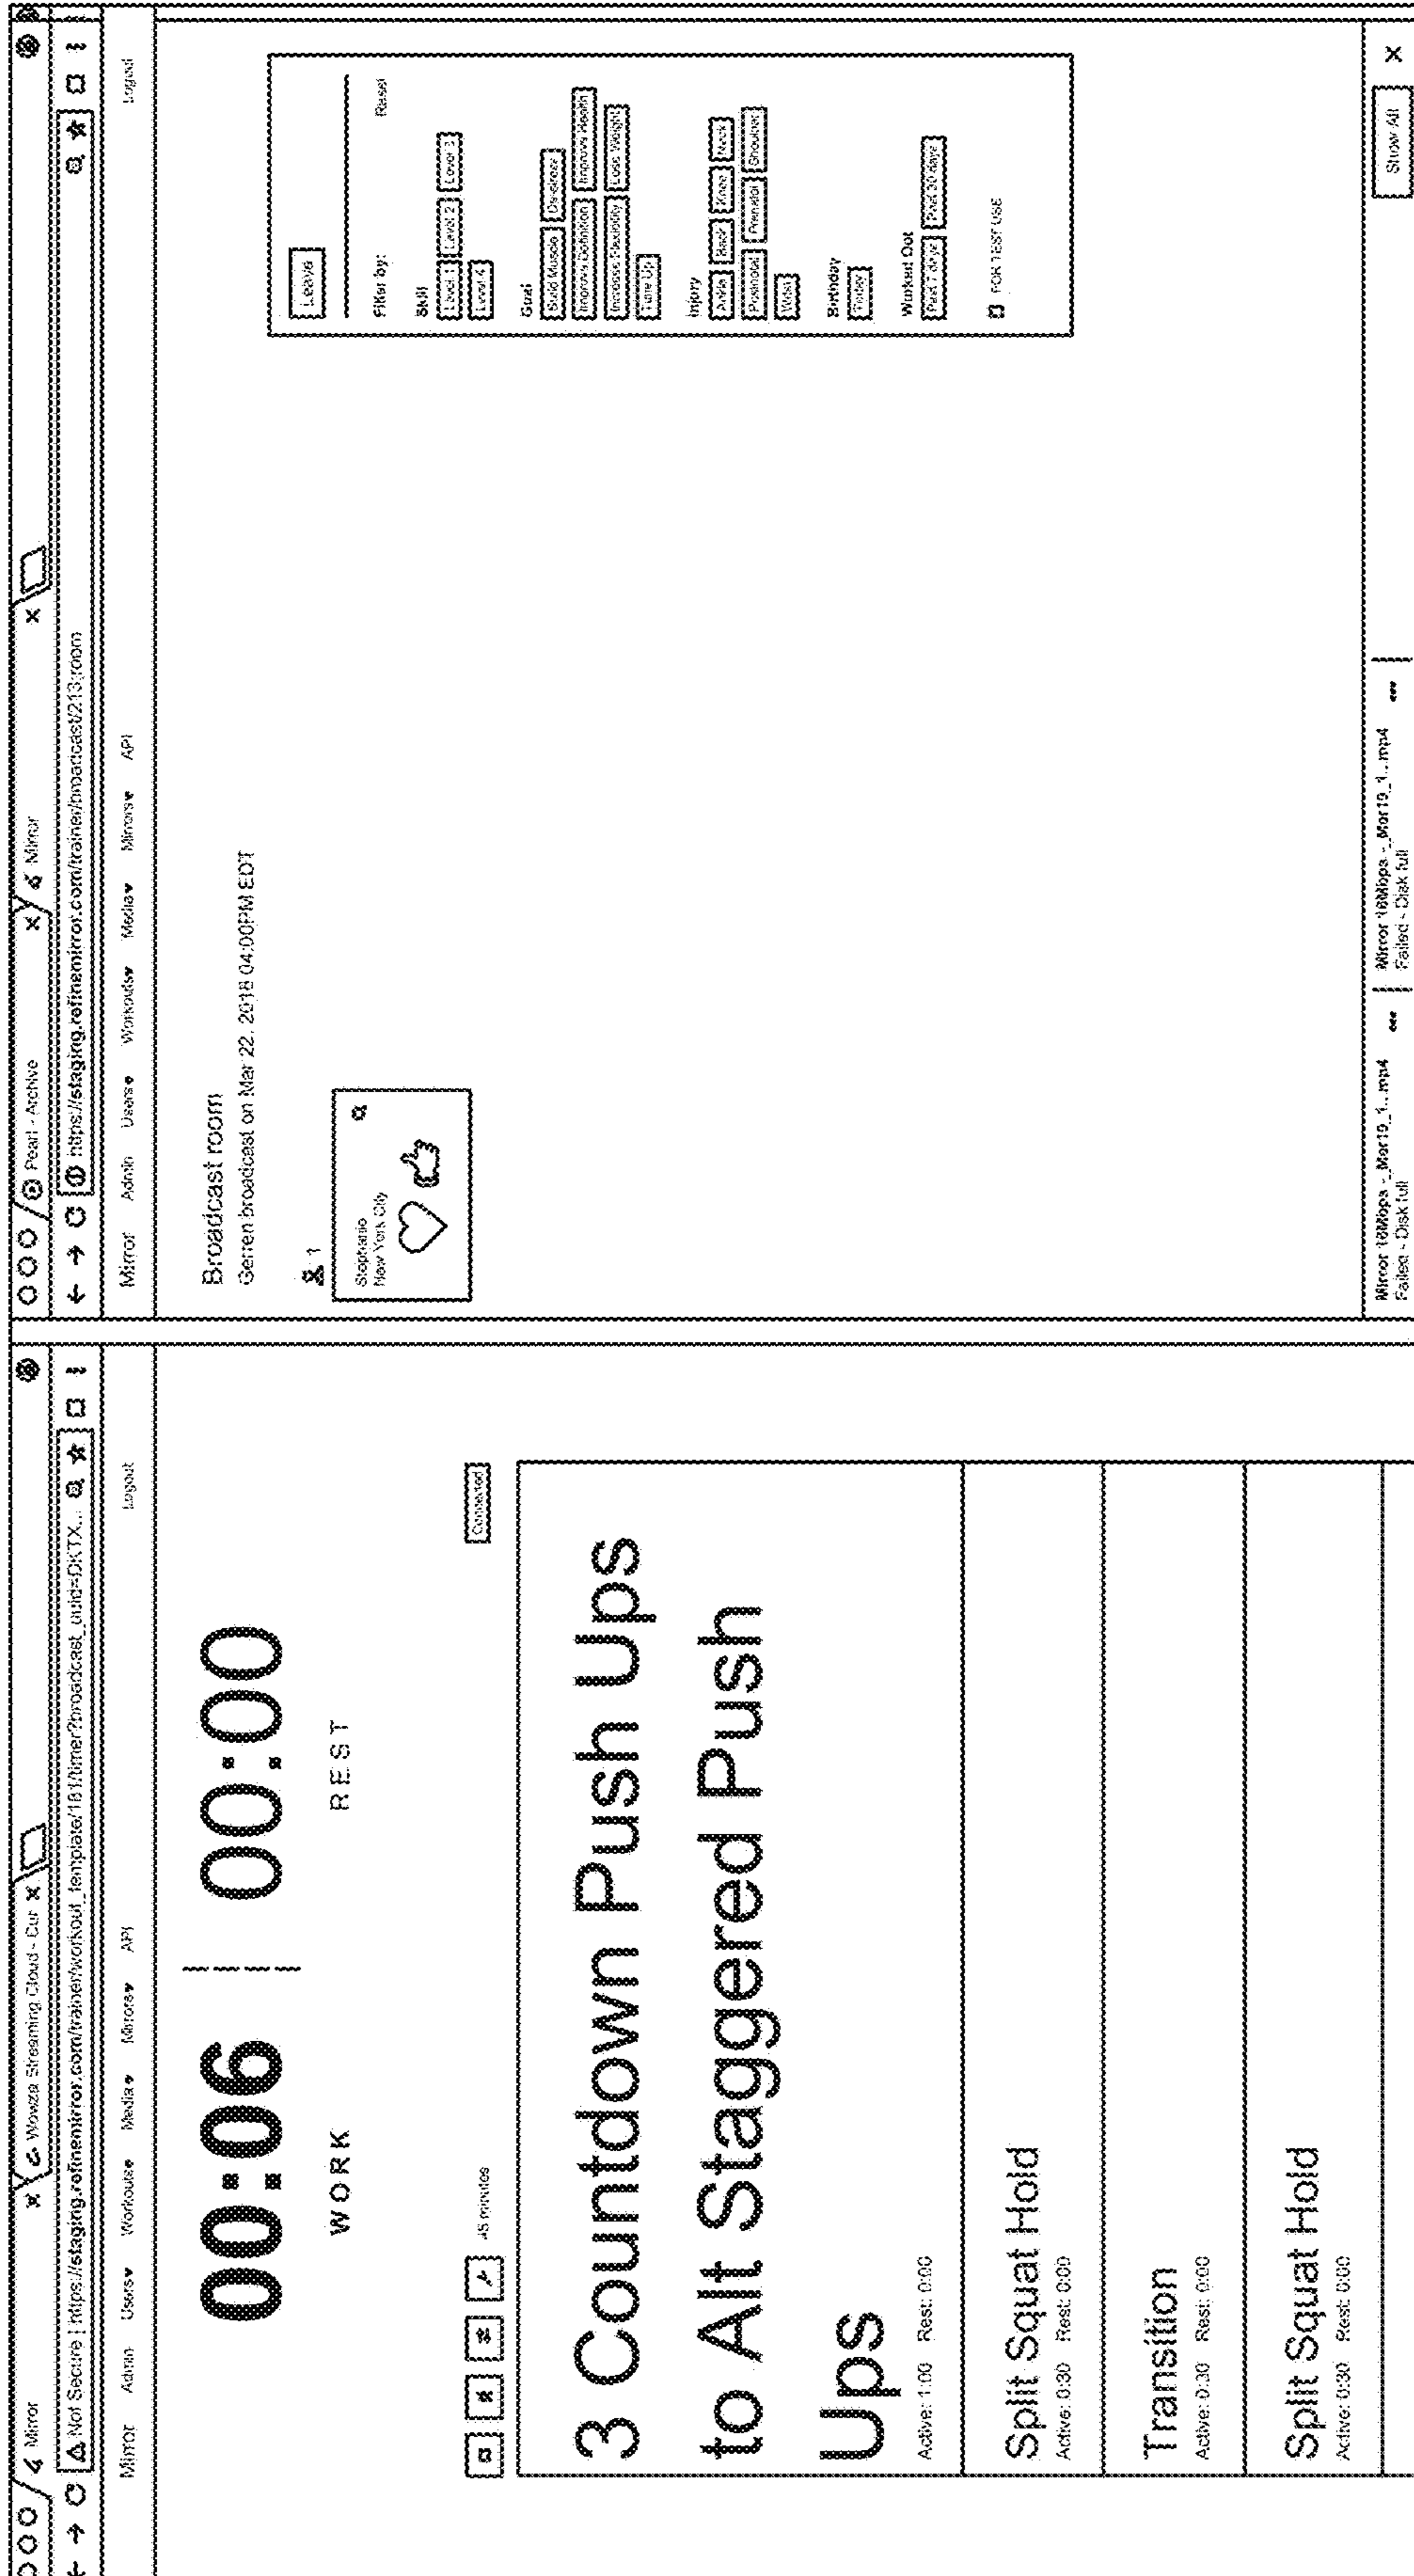 Mirror
Wowza Streaming Cloud - Cur
Not Secure | https://staging.refinemirror.com/trainer/workout_template/181/timer?broadcast_uuid=DKTX...
Mirror Admin Users Workouts Media Mirrors API Logout
00:06 00:00
WORK REST
45 minutes Connected
3 Countdown Push Ups
to Alt Staggered Push
Ups
Active: 1:00 Rest: 0:00
Split Squat Hold
Active: 0:30 Rest: 0:00
Transition
Active: 0:30 Rest: 0:00
Split Squat Hold
Active: 0:30 Rest: 0:00
Pearl - Archive
Mirror
https://staging.refinemirror.com/trainer/broadcast/213/room
Mirror Admin Users Workouts Media Mirrors API Logout
Broadcast room
Gerren broadcast on Mar 22, 2018 04:00PM EDT
1
Stephanie
New York City
Leave
Filter by: Reset
Skill
Level 1 Level 2 Level 3
Level 4
Goal
Build Muscle De-stress
Improve Definition Improve Health
Increase Flexibility Loss Weight
Tone Up
Injury
Ankle Back Knee Neck
Postnatal Prenatal Shoulder
Wrist
Birthday
Today
Worked Out
Past 7 days Past 30 days
FOR TEST USE
Mirror 16Mbps -_Mar19_1...mp4
Failed - Disk full
Mirror 16Mbps -_Mar19_1...mp4
Failed - Disk full
Show All